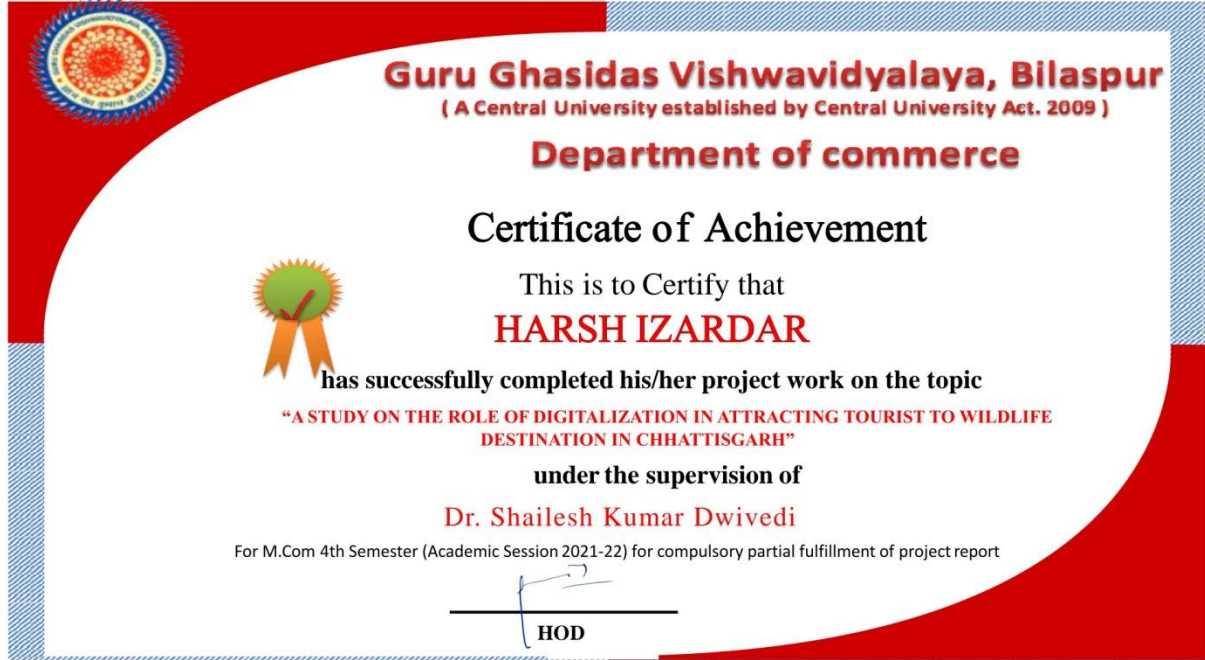 Guru Ghasidas Vishwavidyalaya, Bilaspur
( A Central University established by Central University Act. 2009 )
Department of commerce
Certificate of Achievement
This is to Certify that
HARSH IZARDAR
has successfully completed his/her project work on the topic
“A STUDY ON THE ROLE OF DIGITALIZATION IN ATTRACTING TOURIST TO WILDLIFE
DESTINATION IN CHHATTISGARH”
under the supervision of
Dr. Shailesh Kumar Dwivedi
For M.Com 4th Semester (Academic Session 2021-22) for compulsory partial fulfillment of project report
HOD